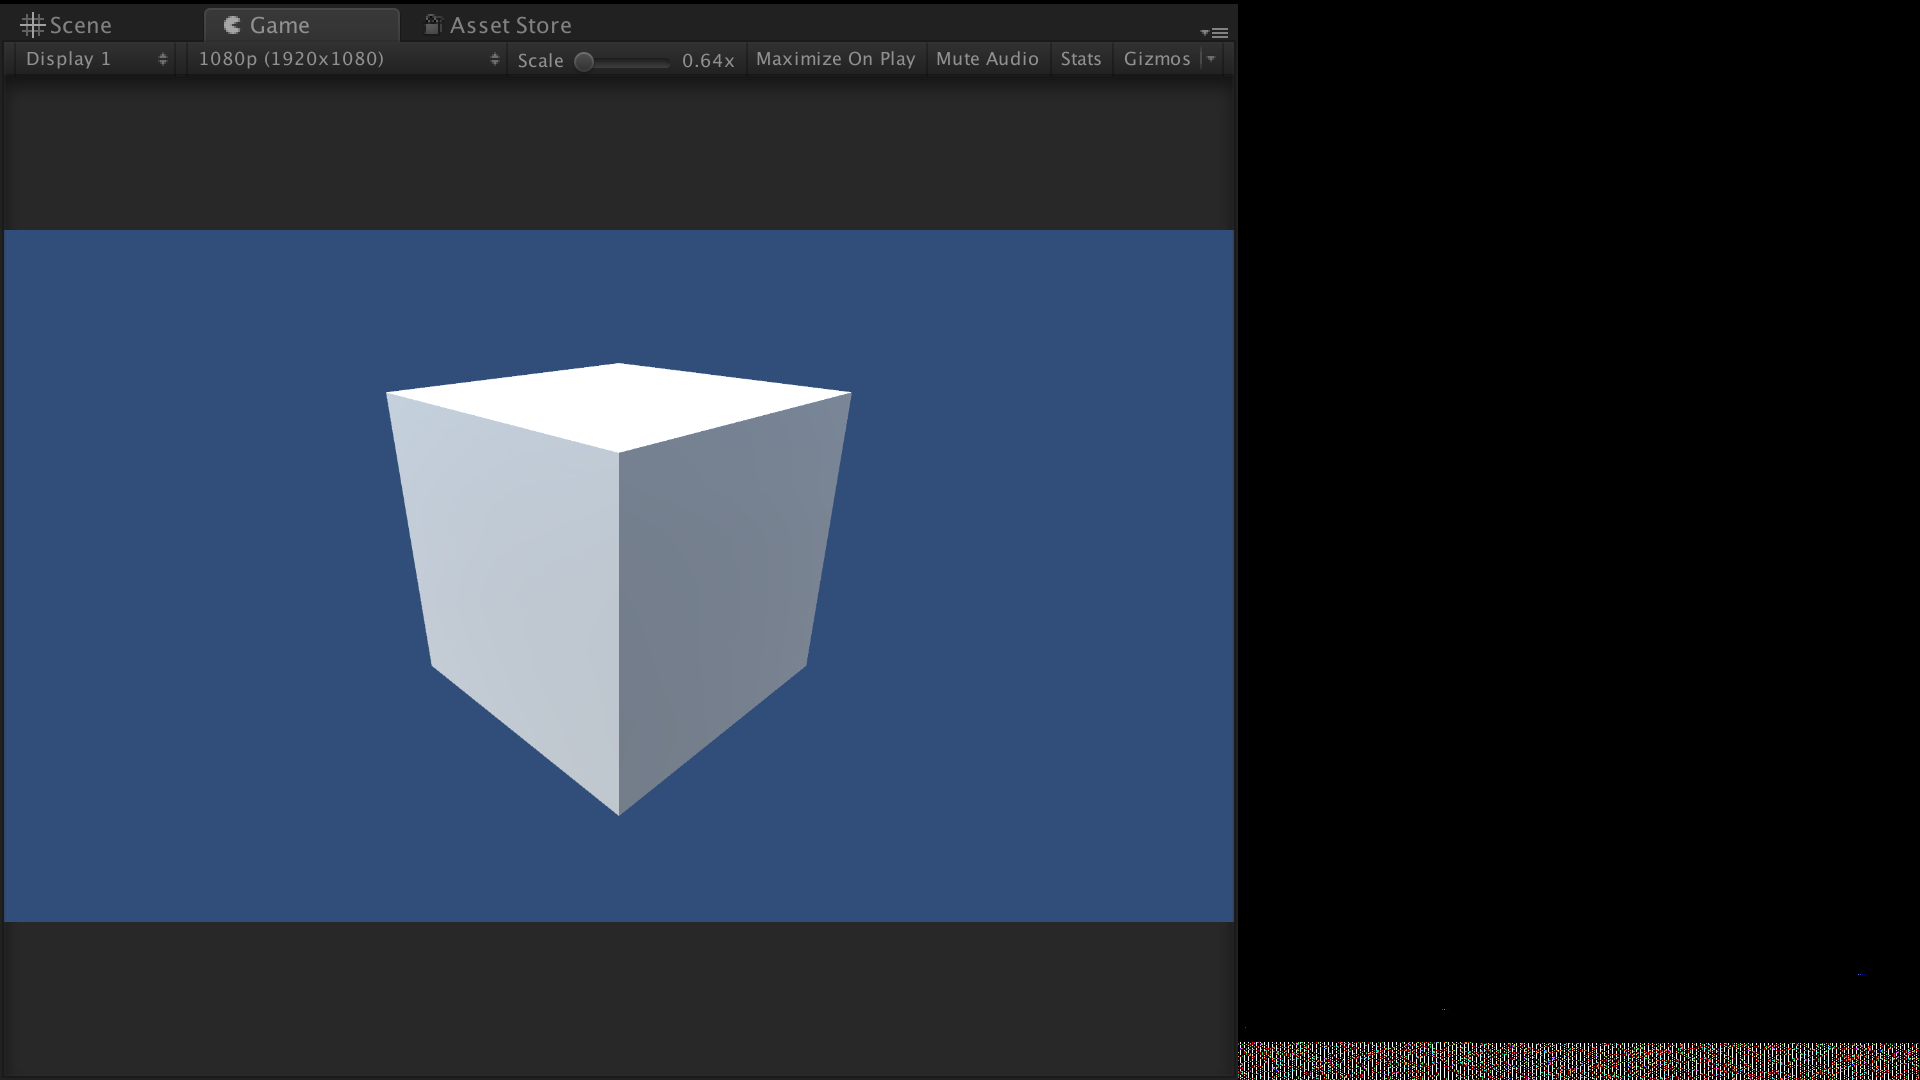 Scene Game Asset Store
Display 1 1080p (1920x1080) Scale 0.64x Maximize On Play Mute Audio Stats Gizmos